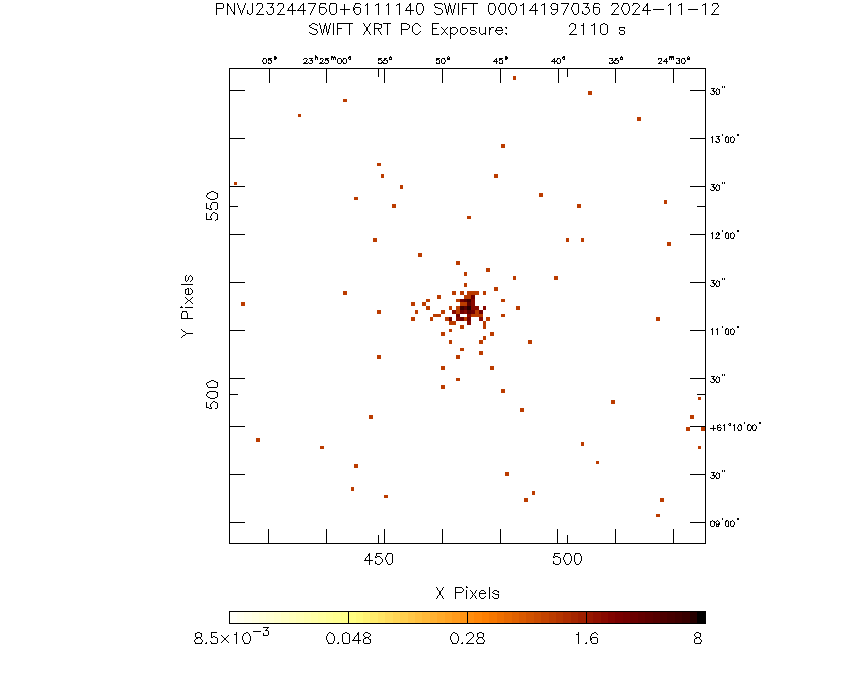 PNVJ23244760+6111140 SWIFT 00014197036 2024-11-12
SWIFT XRT PC Exposure: 2110 s
05ˢ 23ʰ25ᵐ00ˢ 55ˢ 50ˢ 45ˢ 40ˢ 35ˢ 24ᵐ30ˢ
30"
13'00"
30"
12'00"
30"
11'00"
30"
+61°10'00"
30"
09'00"
550
500
Y Pixels
450 500
X Pixels
8.5×10⁻³ 0.048 0.28 1.6 8